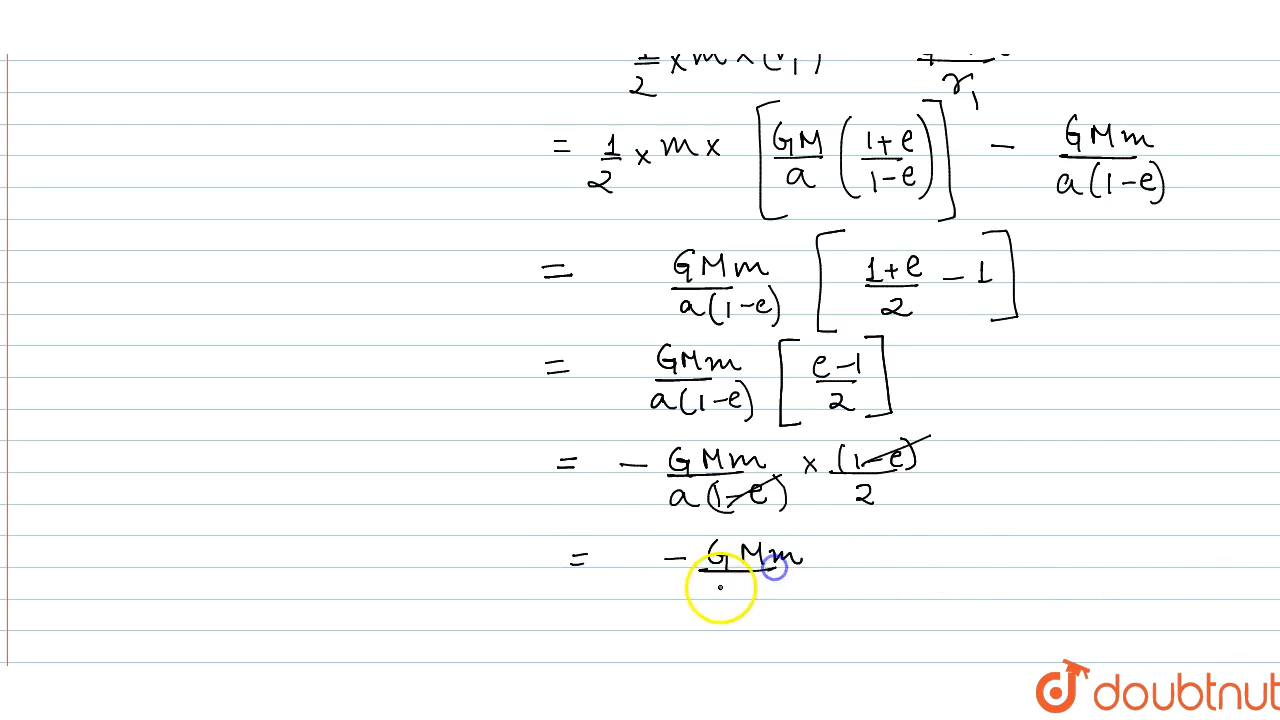 = 1/2 × m × [GM/a (1+e/1-e)] - GMm/a(1-e)
= GMm/a(1-e) [1+e/2 - 1]
= GMm/a(1-e) [e-1/2]
= - GMm/a(1-e) × (1-e)/2
= - GMm
doubtnut